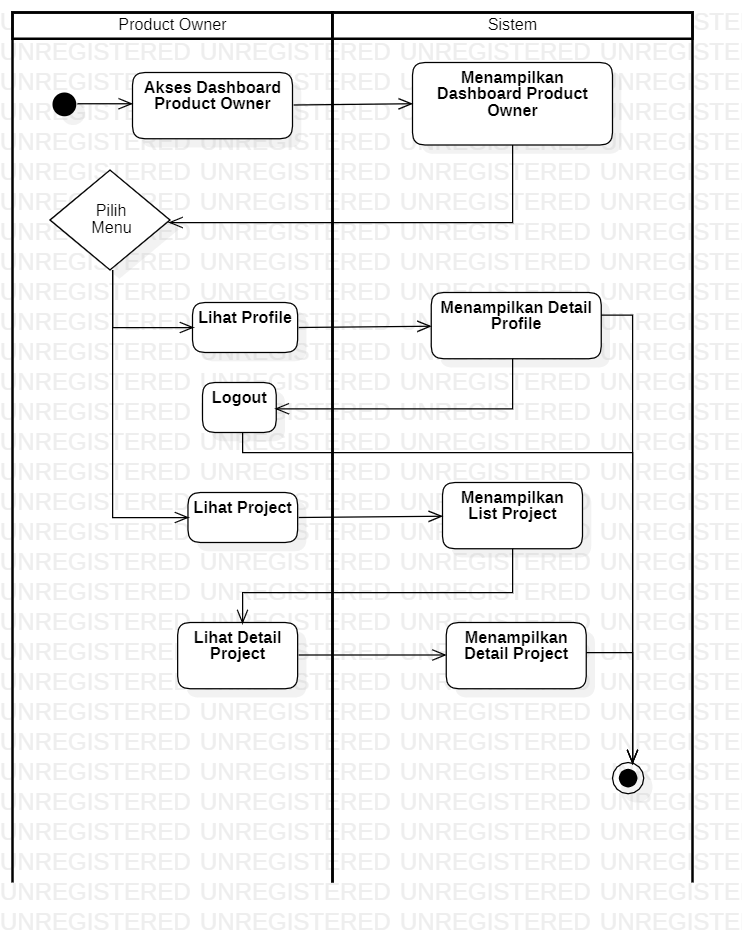 Product Owner
Sistem
Akses Dashboard
Product Owner
Menampilkan
Dashboard Product
Owner
Pilih
Menu
Lihat Profile
Menampilkan Detail
Profile
Logout
Lihat Project
Menampilkan
List Project
Lihat Detail
Project
Menampilkan
Detail Project
UNREGISTERED UNREGISTERED UNREGISTERED UNREGISTE